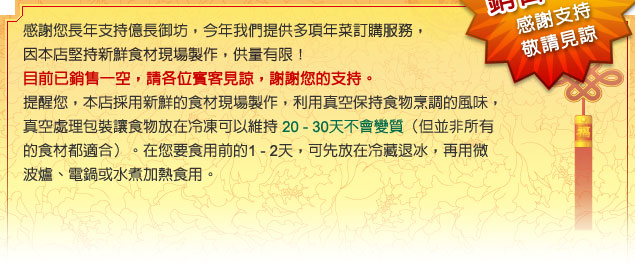 感謝您長年支持億長御坊，今年我們提供多項年菜訂購服務，
因本店堅持新鮮食材現場製作，供量有限！
目前已銷售一空，請各位賓客見諒，謝謝您的支持。
提醒您，本店採用新鮮的食材現場製作，利用真空保持食物烹調的風味，
真空處理包裝讓食物放在冷凍可以維持 20 - 30天不會變質（但並非所有
的食材都適合）。在您要食用前的1 - 2天，可先放在冷藏退冰，再用微
波爐、電鍋或水煮加熱食用。
感謝支持
敬請見諒